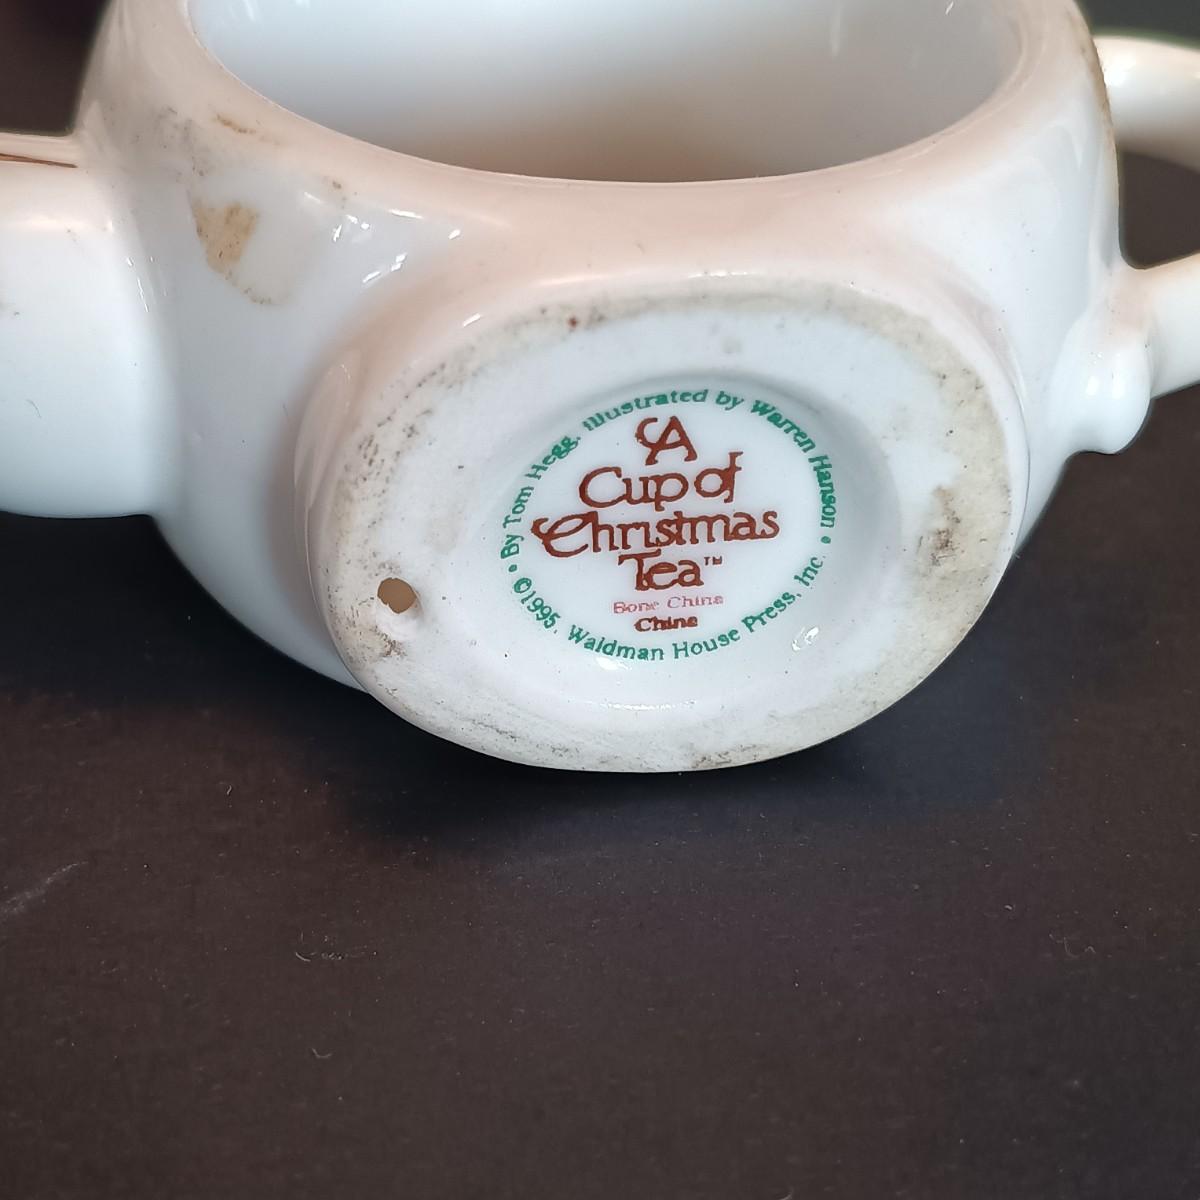 • By Tom Hegg. Illustrated by Warren Hanson •
A
Cup of
Christmas
Tea™
Bone China
China
©1995, Waldman House Press, Inc.